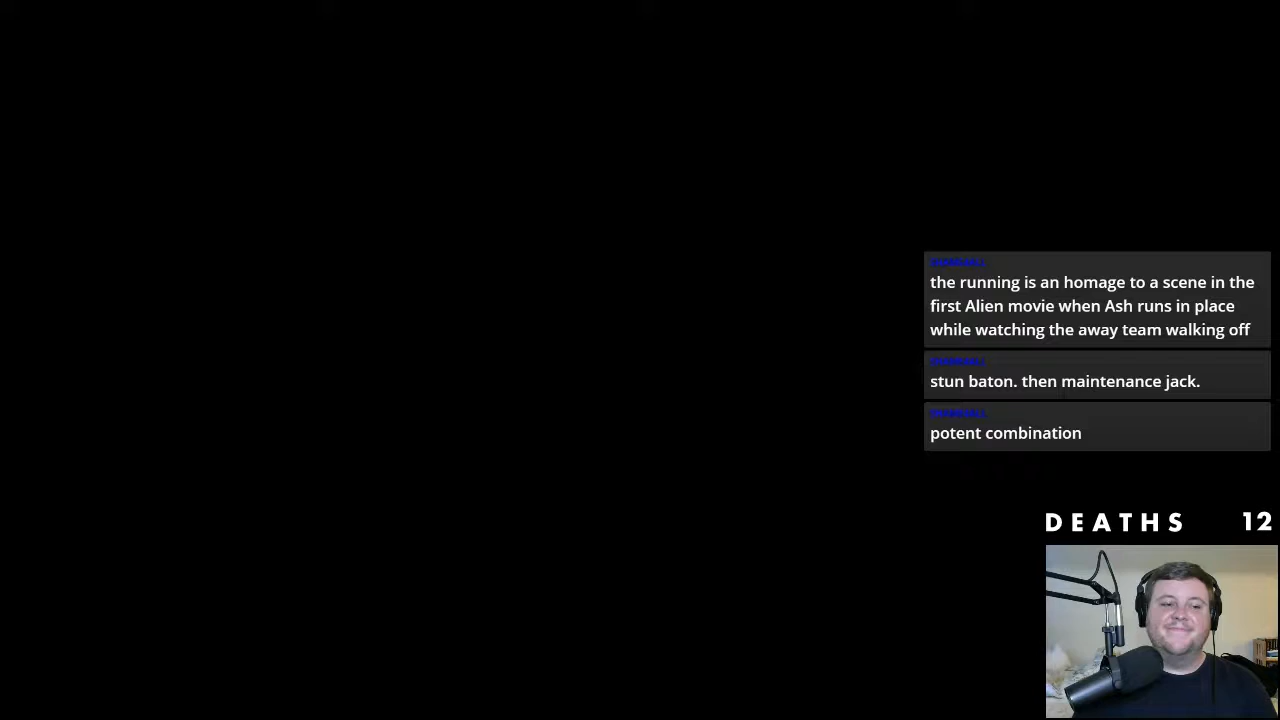 the running is an homage to a scene in the
first Alien movie when Ash runs in place
while watching the away team walking off
stun baton. then maintenance jack.
potent combination
DEATHS 12